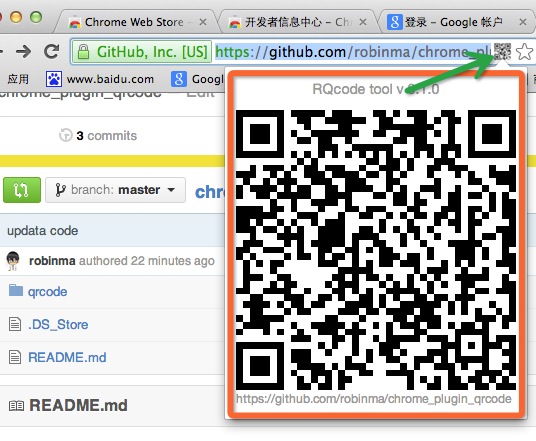 Chrome Web Store –
开发者信息中心 – Ch
登录 – Google 帐户
GitHub, Inc. [US]
https://github.com/robinma/chrome_pl
应用
www.baidu.com
Goog
RQcode tool v 0.1.0
chrome_plugin_qrcode
Edit
3 commits
branch: master
chr
updata code
robinma authored 22 minutes ago
qrcode
.DS_Store
README.md
https://github.com/robinma/chrome_plugin_qrcode
README.md